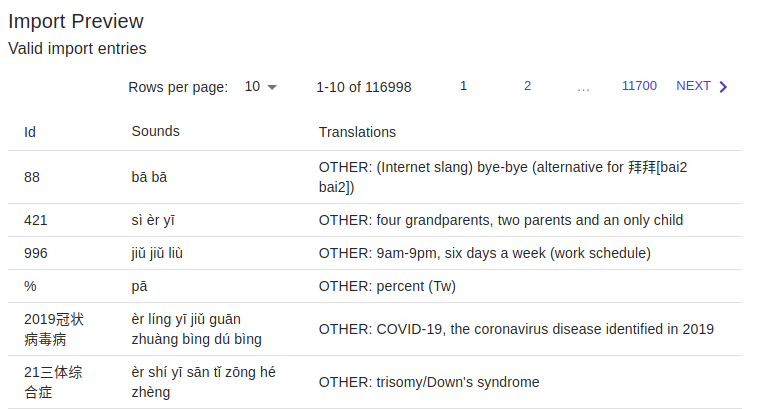 Import Preview
Valid import entries
Rows per page: 10 1-10 of 116998 1 2 … 11700 NEXT
Id Sounds Translations
88 bā bā OTHER: (Internet slang) bye-bye (alternative for 拜拜[bai2
bai2])
421 sì èr yī OTHER: four grandparents, two parents and an only child
996 jiǔ jiǔ liù OTHER: 9am-9pm, six days a week (work schedule)
% pā OTHER: percent (Tw)
2019冠状
病毒病
èr líng yī jiǔ guān
zhuàng bìng dú bìng
OTHER: COVID-19, the coronavirus disease identified in 2019
21三体综
合症
èr shí yī sān tǐ zōng hé
zhèng
OTHER: trisomy/Down's syndrome